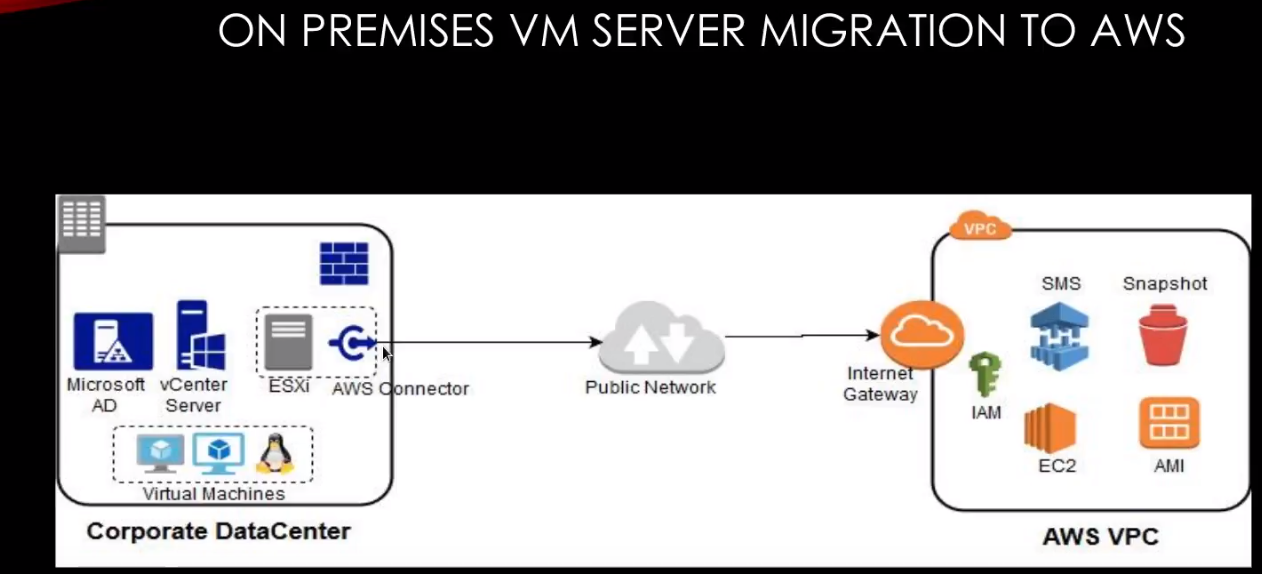 ON PREMISES VM SERVER MIGRATION TO AWS
VPC
SMS
Snapshot
Microsoft
AD
vCenter
Server
ESXi
AWS Connector
Virtual Machines
Public Network
Internet
Gateway
IAM
EC2
AMI
Corporate DataCenter
AWS VPC